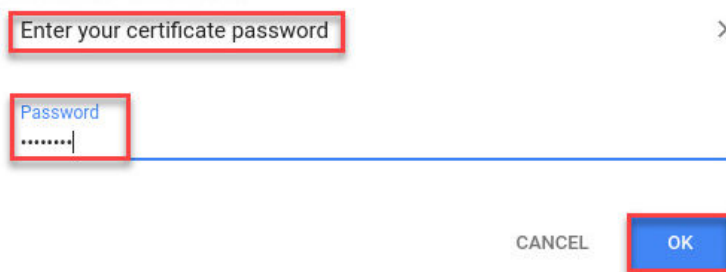 Enter your certificate password
Password
••••••••
CANCEL OK